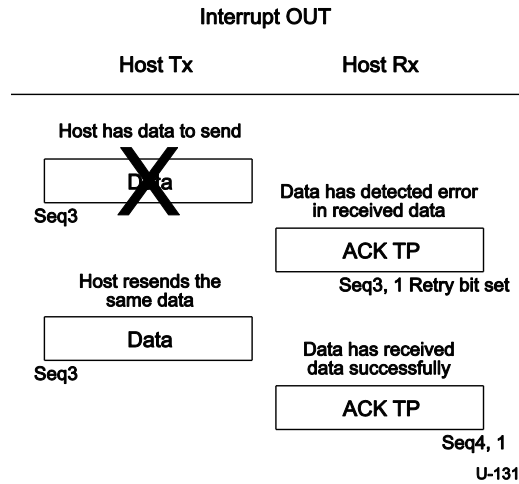 Interrupt OUT
Host Tx
Host Rx
Host has data to send
Data
Seq3
Data has detected error
in received data
ACK TP
Seq3, 1 Retry bit set
Host resends the
same data
Data
Seq3
Data has received
data successfully
ACK TP
Seq4, 1
U-131